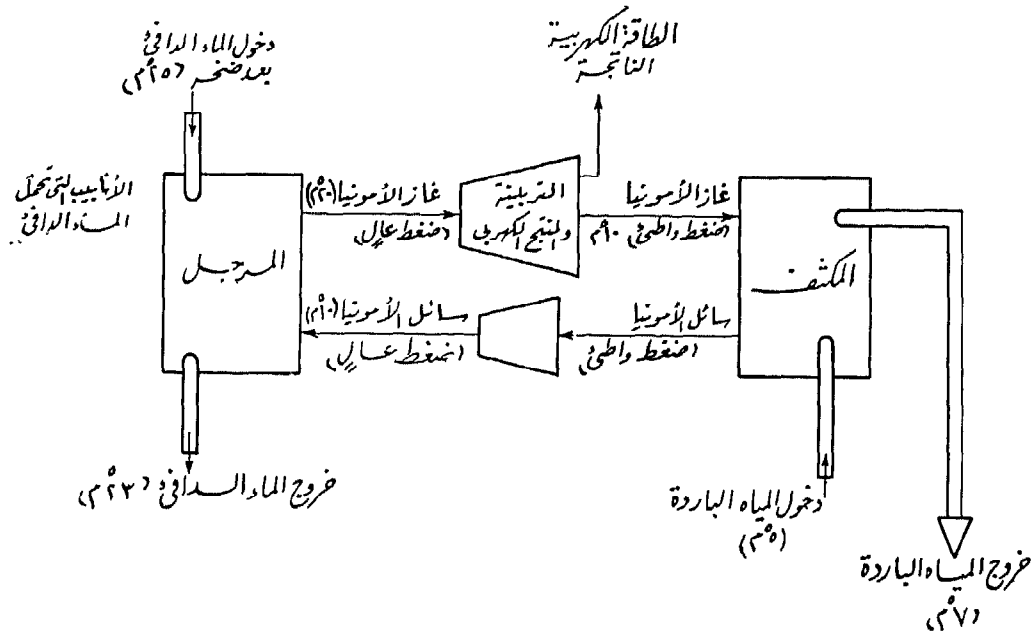 الطاقة الكهربية
الناتجة
دخول الماء الدافئ
بعد ضخه (٢٥°م)
الأنابيب التى تحمل
الماء الدافئ
غاز الأمونيا (٢٠°م)
(ضغط عالٍ)
التربينة
والمنتج الكهربى
غاز الأمونيا
(ضغط واطئ) ١٠°م
المرجل
المكثف
سائل الأمونيا (١٠°م)
(ضغط عالٍ)
سائل الأمونيا
(ضغط واطئ)
خروج الماء الدافئ (٢٣°م)
دخول المياه الباردة
(٥°م)
خروج المياه الباردة
(٧°م)